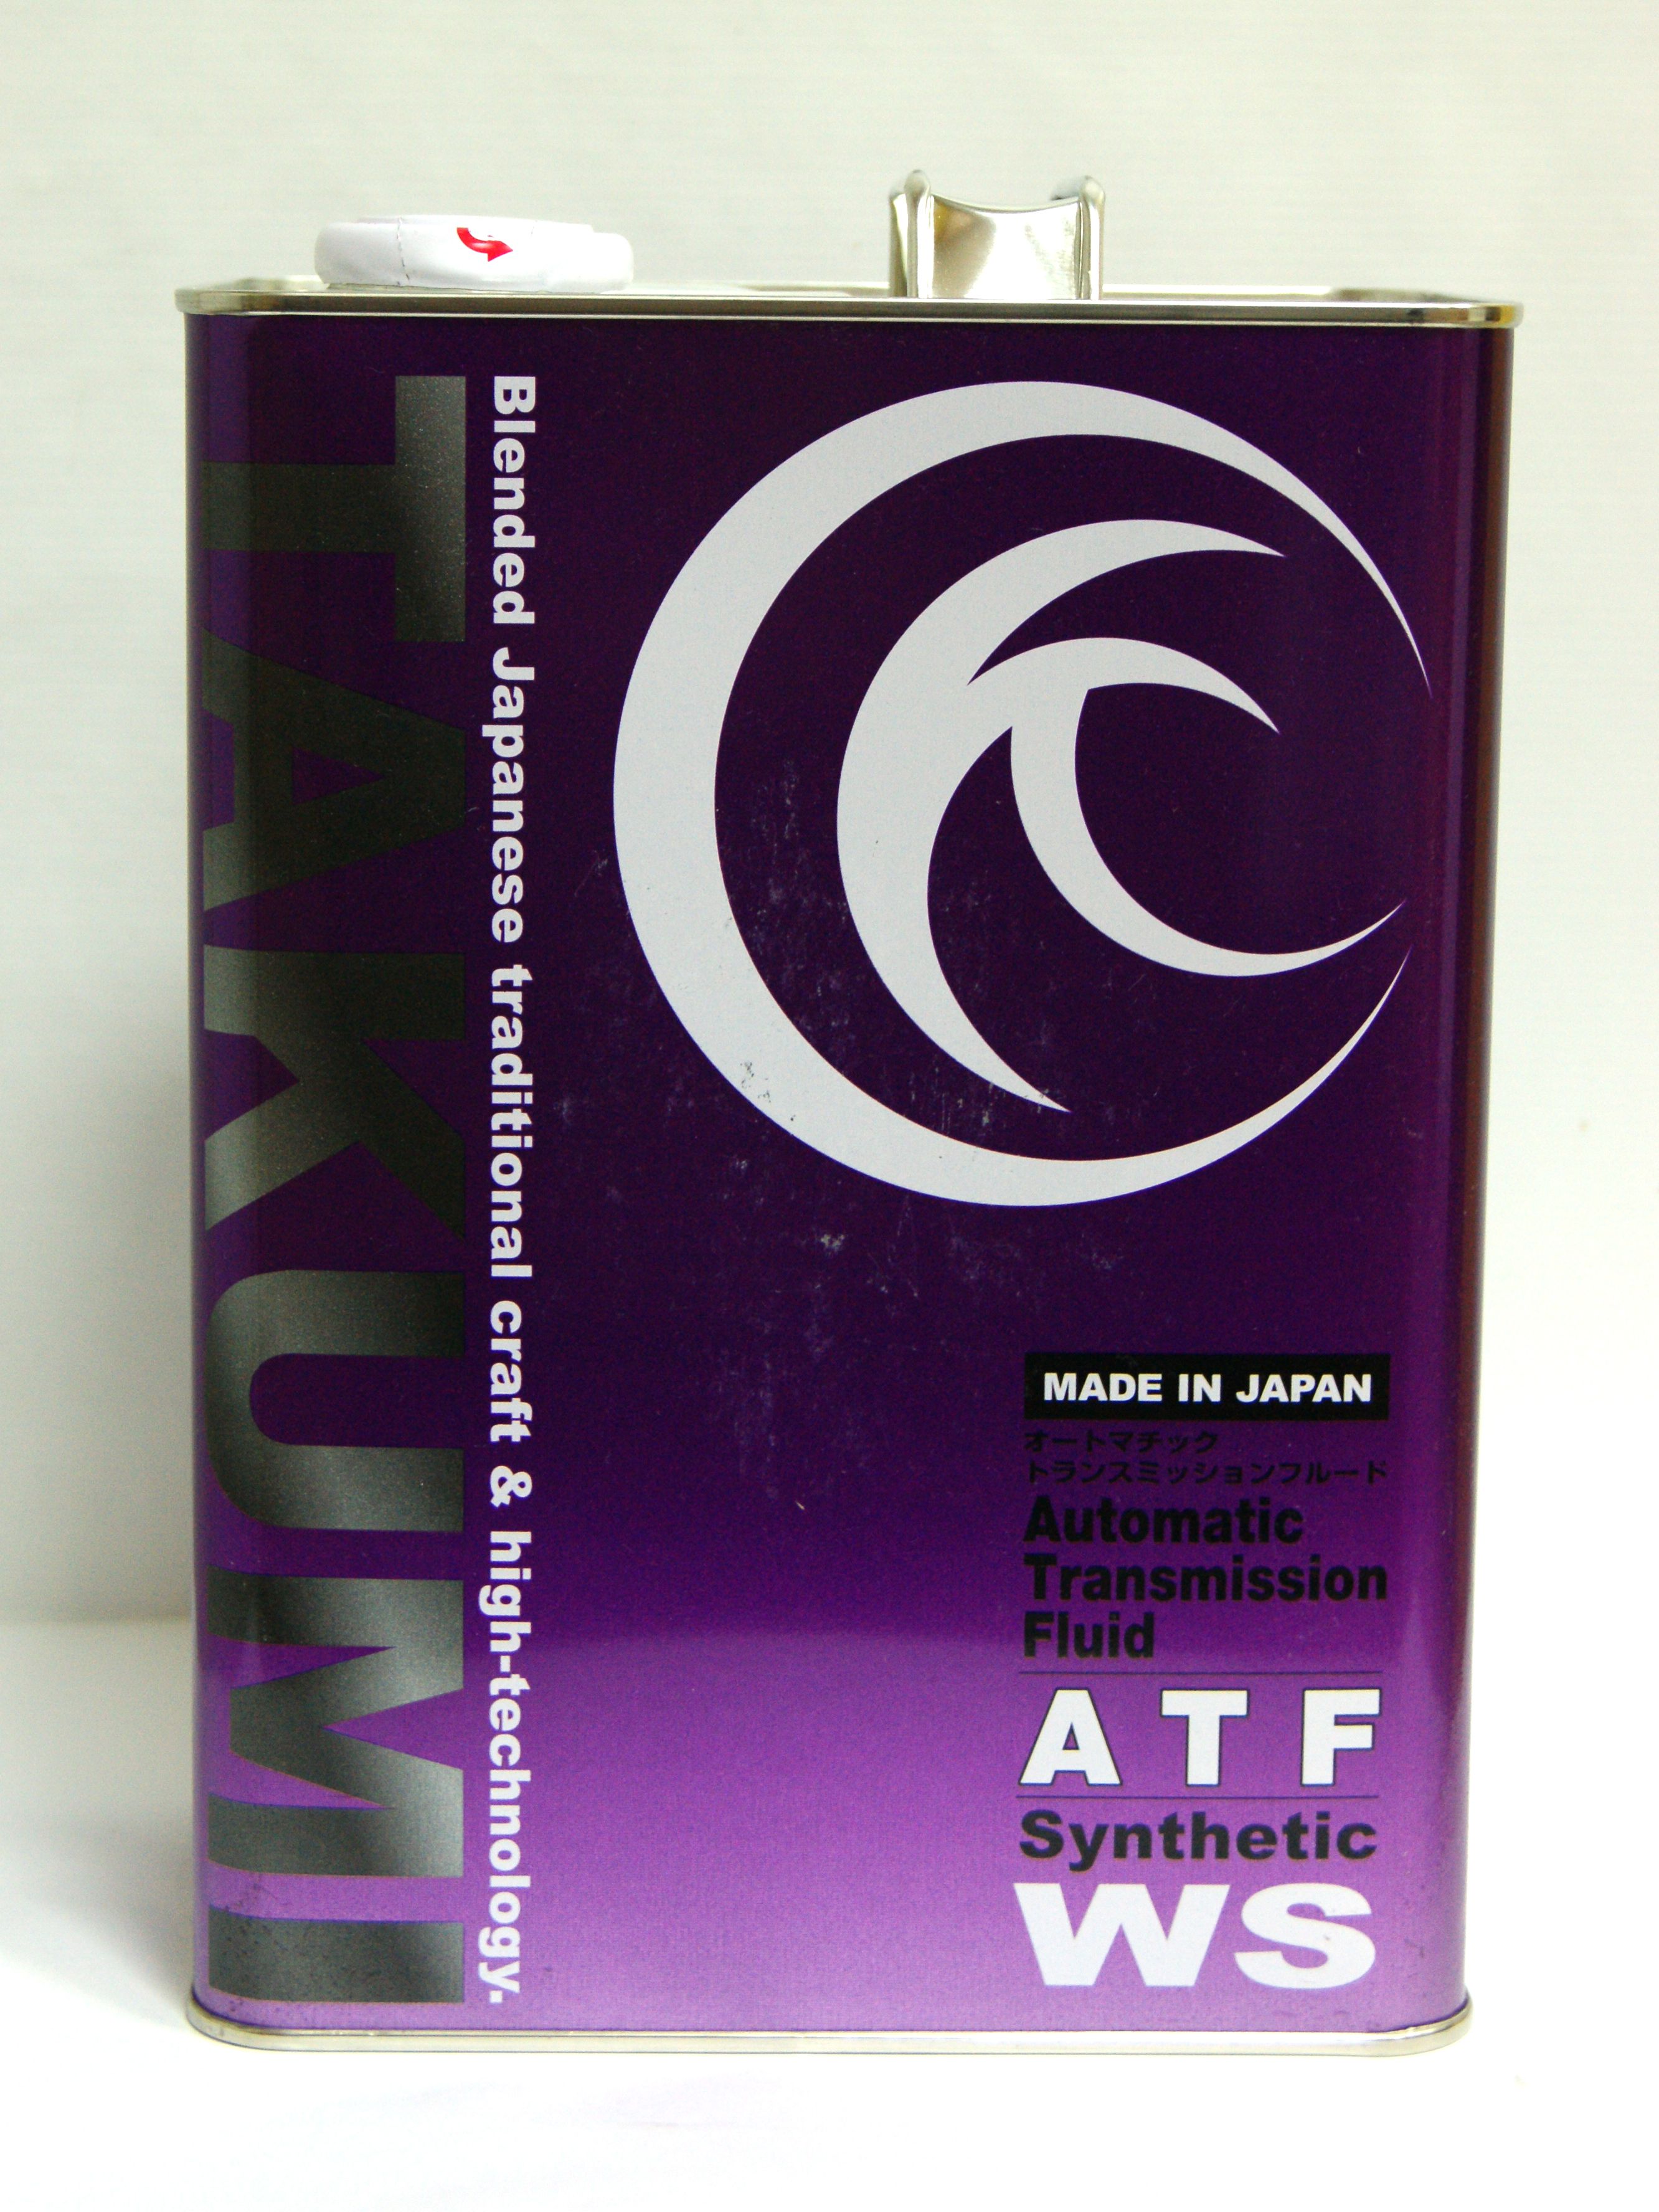 TAKUMI
Blended Japanese traditional craft & high-technology.
MADE IN JAPAN
オートマチック
トランスミッションフルード
Automatic
Transmission
Fluid
ATF
Synthetic
WS